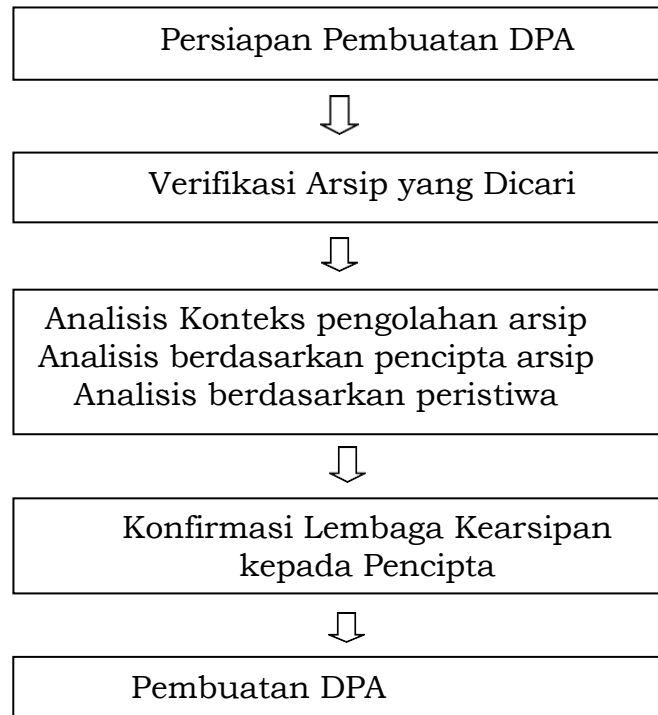 Persiapan Pembuatan DPA
Verifikasi Arsip yang Dicari
Analisis Konteks pengolahan arsip
Analisis berdasarkan pencipta arsip
Analisis berdasarkan peristiwa
Konfirmasi Lembaga Kearsipan
kepada Pencipta
Pembuatan DPA